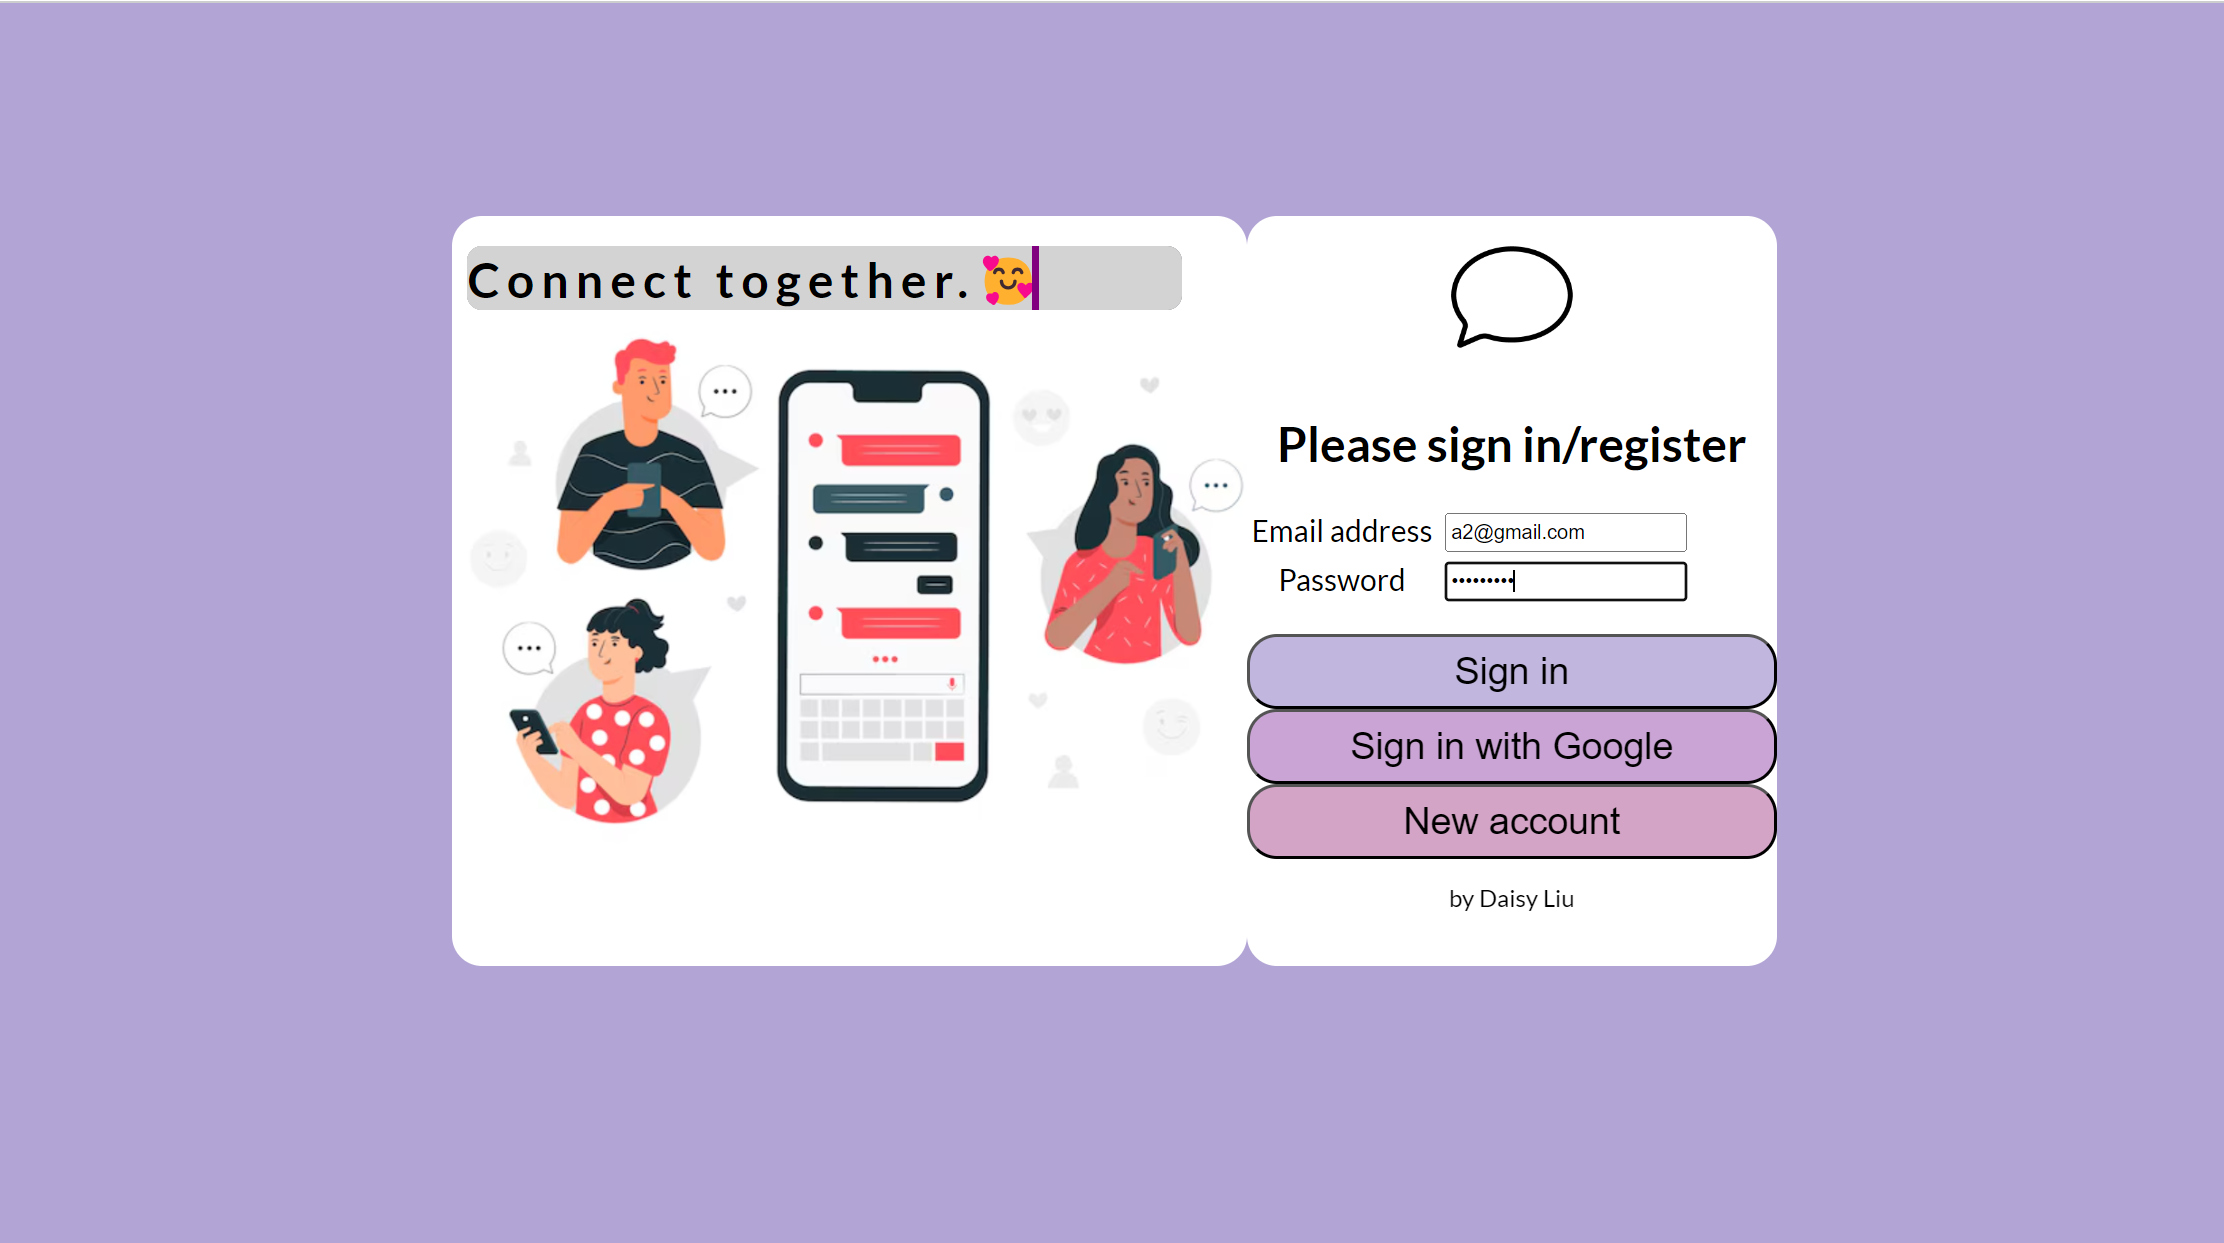 Connect together. 🥰
Please sign in/register
Email address a2@gmail.com
Password •••••••••
Sign in
Sign in with Google
New account
by Daisy Liu